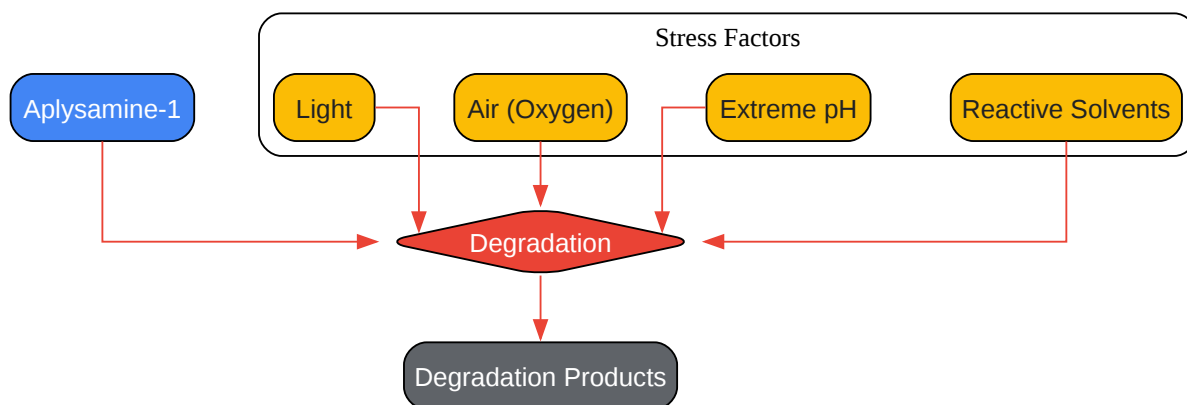 Stress Factors
Aplysamine-1
Light
Air (Oxygen)
Extreme pH
Reactive Solvents
Degradation
Degradation Products